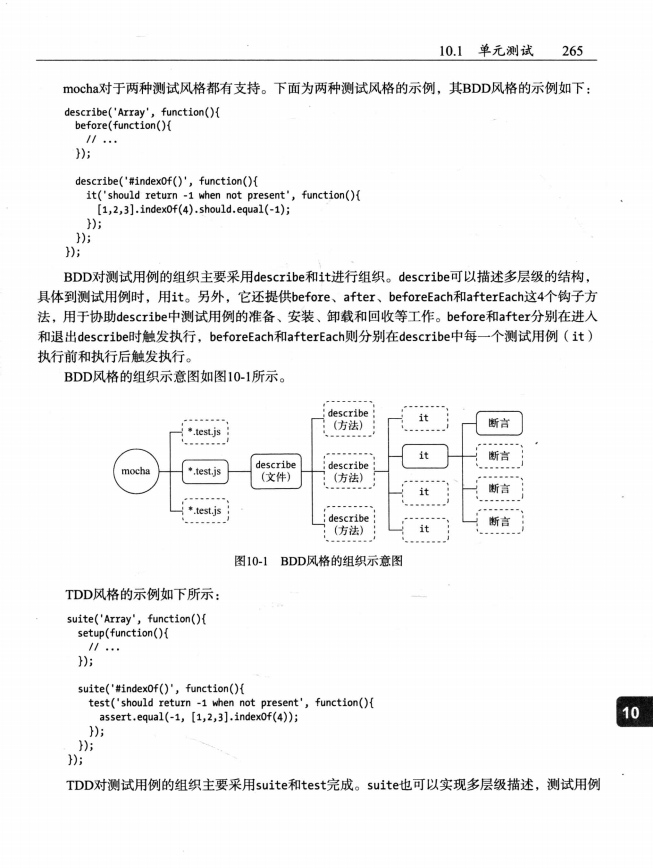 10.1 单元测试 265
mocha对于两种测试风格都有支持。下面为两种测试风格的示例，其BDD风格的示例如下：
describe('Array', function(){
before(function(){
// ...
});
describe('#indexOf()', function(){
it('should return -1 when not present', function(){
[1,2,3].indexOf(4).should.equal(-1);
});
});
});
BDD对测试用例的组织主要采用describe和it进行组织。describe可以描述多层级的结构，
具体到测试用例时，用it。另外，它还提供before、after、beforeEach和afterEach这4个钩子方
法，用于协助describe中测试用例的准备、安装、卸载和回收等工作。before和after分别在进入
和退出describe时触发执行，beforeEach和afterEach则分别在describe中每一个测试用例（it）
执行前和执行后触发执行。
BDD风格的组织示意图如图10-1所示。
mocha
*.test.js
*.test.js
*.test.js
describe
（文件）
describe
（方法）
describe
（方法）
describe
（方法）
it
it
it
it
断言
断言
断言
断言
图10-1 BDD风格的组织示意图
TDD风格的示例如下所示：
suite('Array', function(){
setup(function(){
// ...
});
suite('#indexOf()', function(){
test('should return -1 when not present', function(){
assert.equal(-1, [1,2,3].indexOf(4));
});
});
});
10
TDD对测试用例的组织主要采用suite和test完成。suite也可以实现多层级描述，测试用例